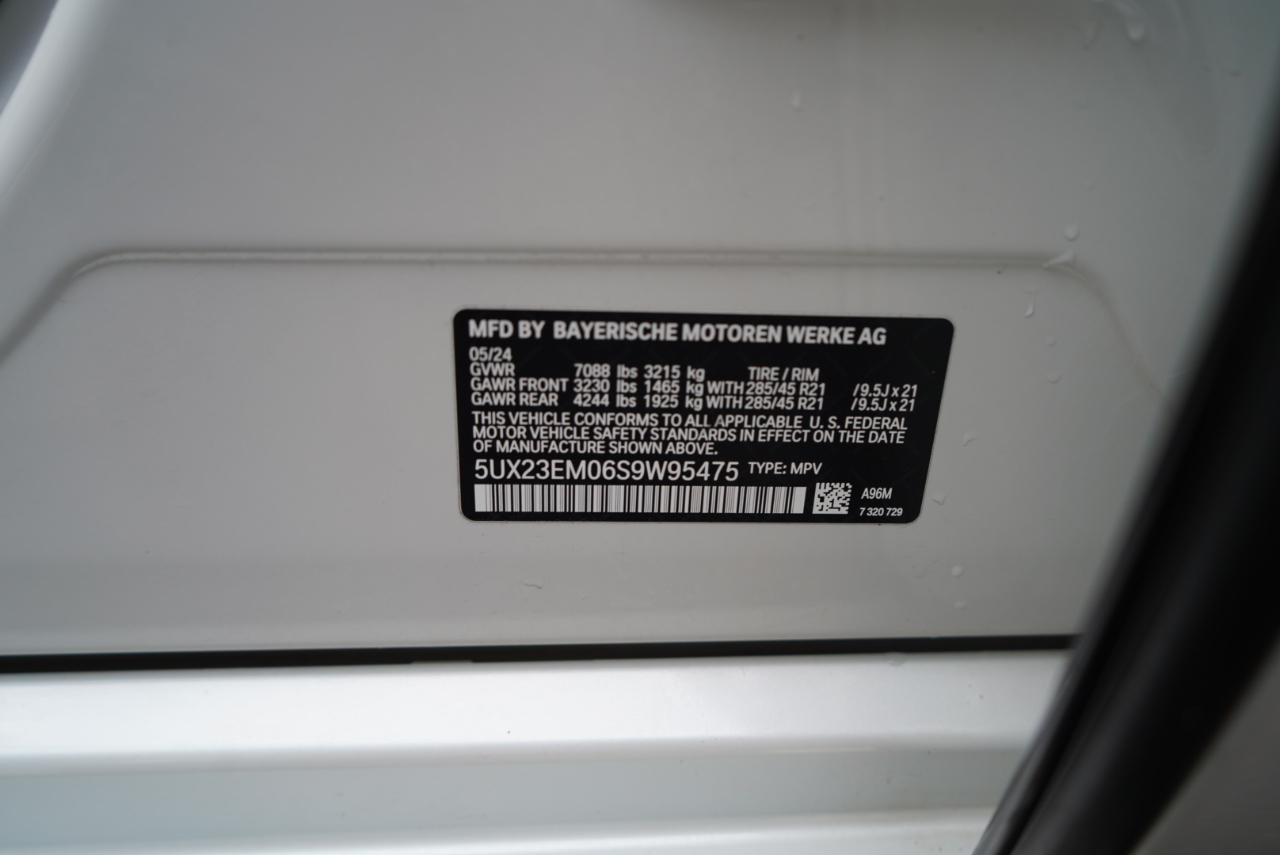 MFD BY BAYERISCHE MOTOREN WERKE AG
05/24
GVWR 7088 lbs 3215 kg TIRE / RIM
GAWR FRONT 3230 lbs 1465 kg WITH 285/45 R21 / 9.5J x 21
GAWR REAR 4244 lbs 1925 kg WITH 285/45 R21 / 9.5J x 21
THIS VEHICLE CONFORMS TO ALL APPLICABLE U. S. FEDERAL
MOTOR VEHICLE SAFETY STANDARDS IN EFFECT ON THE DATE
OF MANUFACTURE SHOWN ABOVE.
5UX23EM06S9W95475 TYPE: MPV
A96M
7 320 729